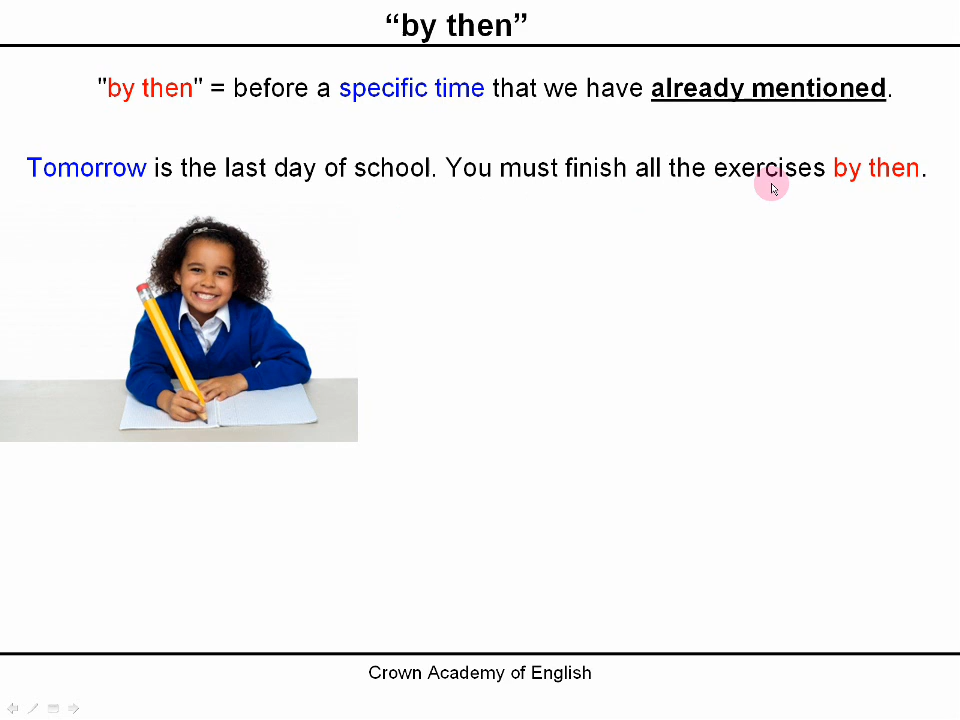 “by then”
"by then" = before a specific time that we have already mentioned.
Tomorrow is the last day of school. You must finish all the exercises by then.
Crown Academy of English